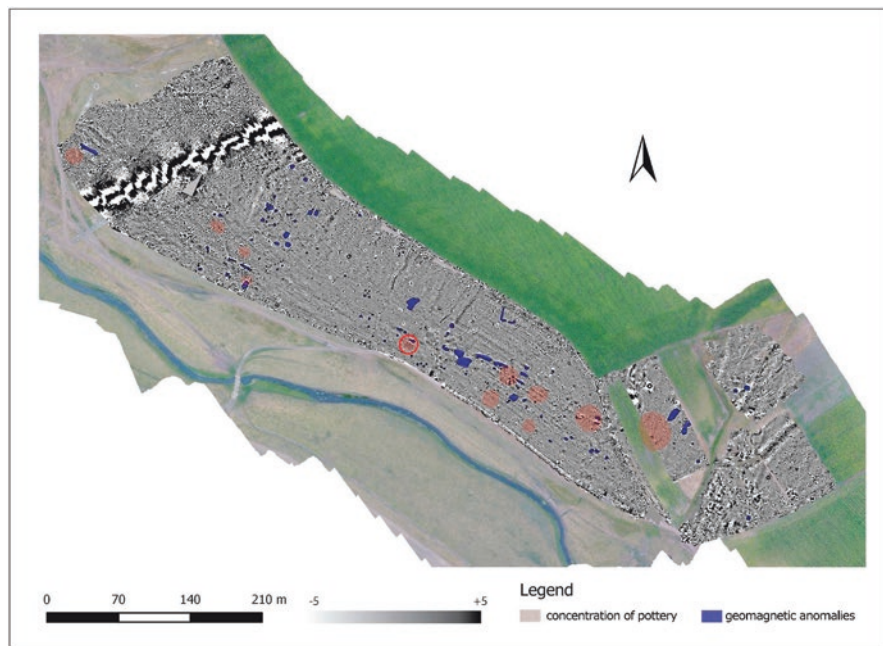 0 70 140 210 m
-5 +5
Legend
concentration of pottery geomagnetic anomalies